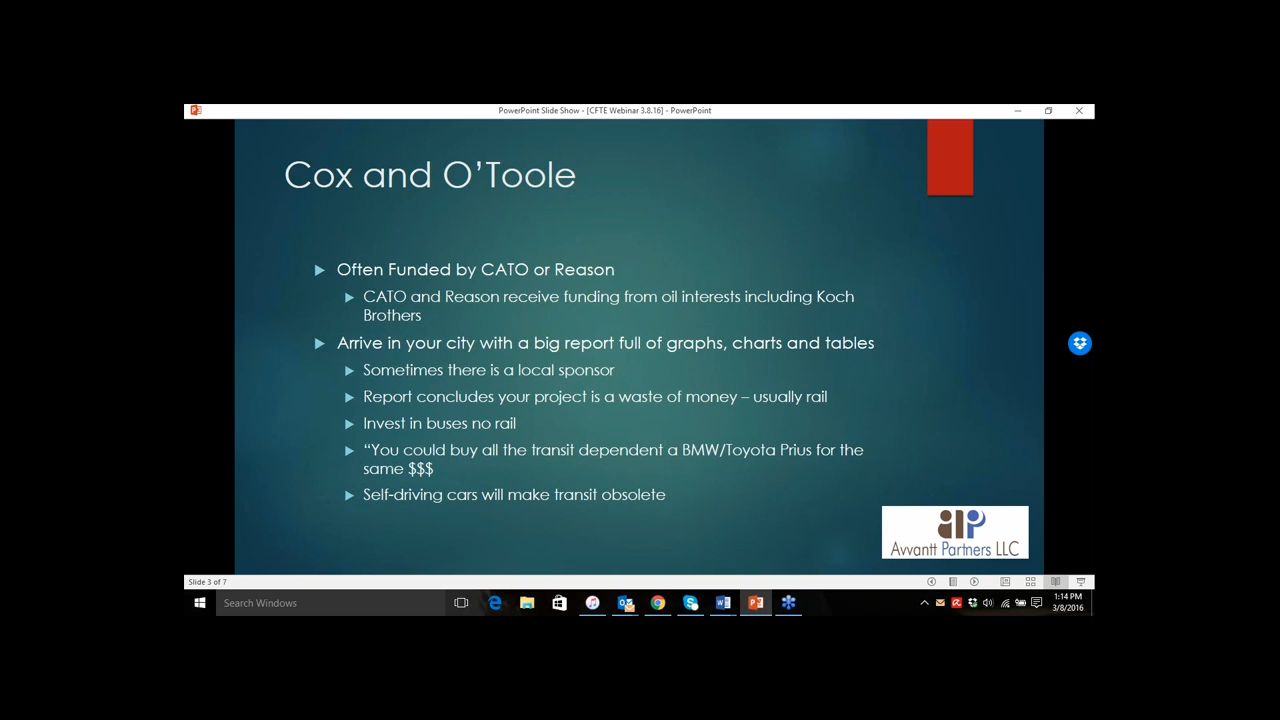 PowerPoint Slide Show - [CFTE Webinar 3.8.16] - PowerPoint
Cox and O’Toole
Often Funded by CATO or Reason
CATO and Reason receive funding from oil interests including Koch
Brothers
Arrive in your city with a big report full of graphs, charts and tables
Sometimes there is a local sponsor
Report concludes your project is a waste of money – usually rail
Invest in buses no rail
“You could buy all the transit dependent a BMW/Toyota Prius for the
same $$$
Self-driving cars will make transit obsolete
ap
Avvantt Partners LLC
Slide 3 of 7
Search Windows
1:14 PM
3/8/2016